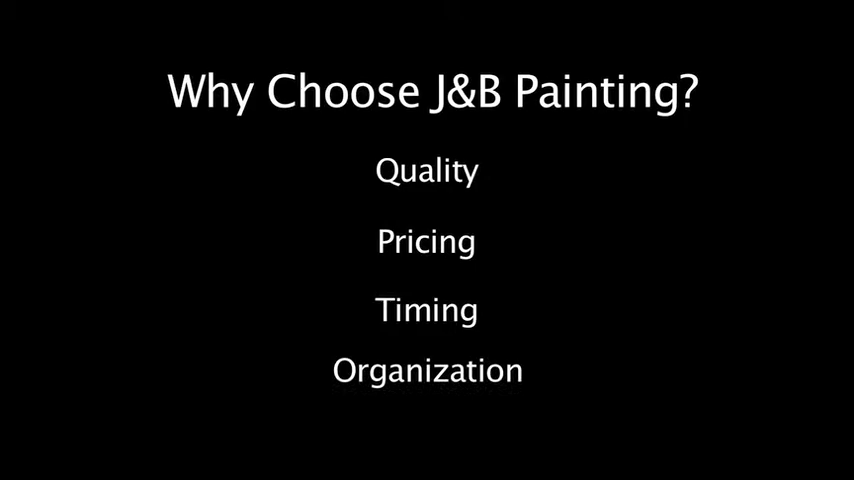 Why Choose J&B Painting?
Quality
Pricing
Timing
Organization